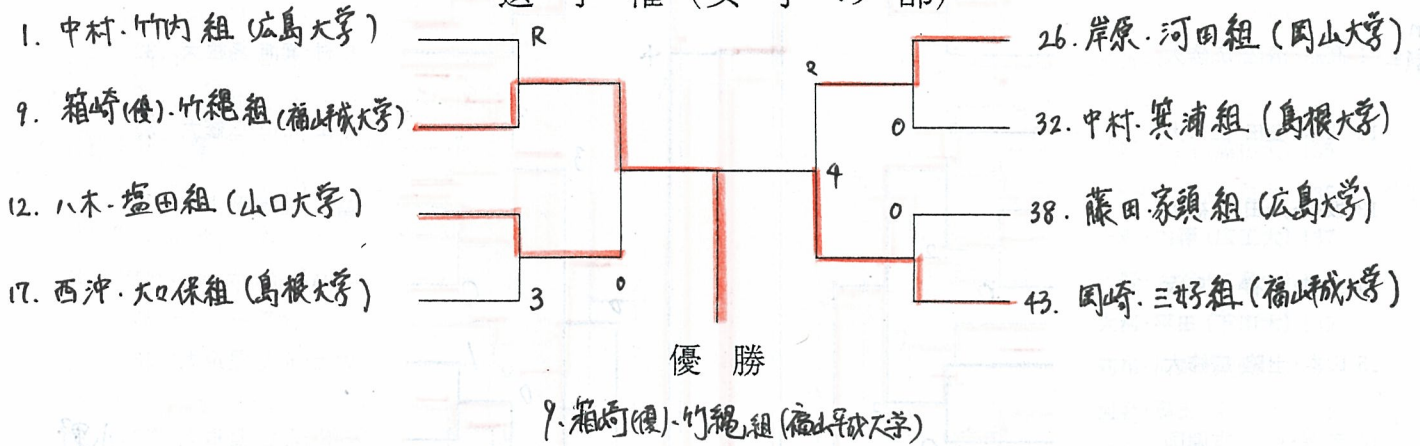 選手権(女子の部)
1. 中村・竹内組 (広島大学)
9. 箱崎(優)・竹縄組 (福山平成大学)
12. 八木・塩田組 (山口大学)
17. 西沖・大口保組 (島根大学)
R
3
0
2
0
4
0
26. 岸原・河田組 (岡山大学)
32. 中村・箕浦組 (島根大学)
38. 藤田・家頭組 (広島大学)
43. 岡崎・三好組 (福山平成大学)
優勝
9. 箱崎(優)・竹縄組 (福山平成大学)